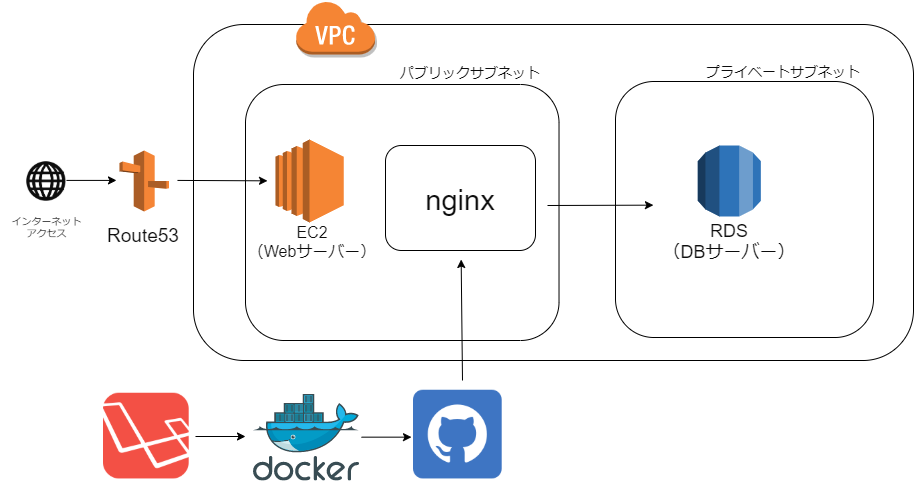 VPC
パブリックサブネット
プライベートサブネット
インターネット
アクセス
Route53
EC2
（Webサーバー）
nginx
RDS
（DBサーバー）
docker